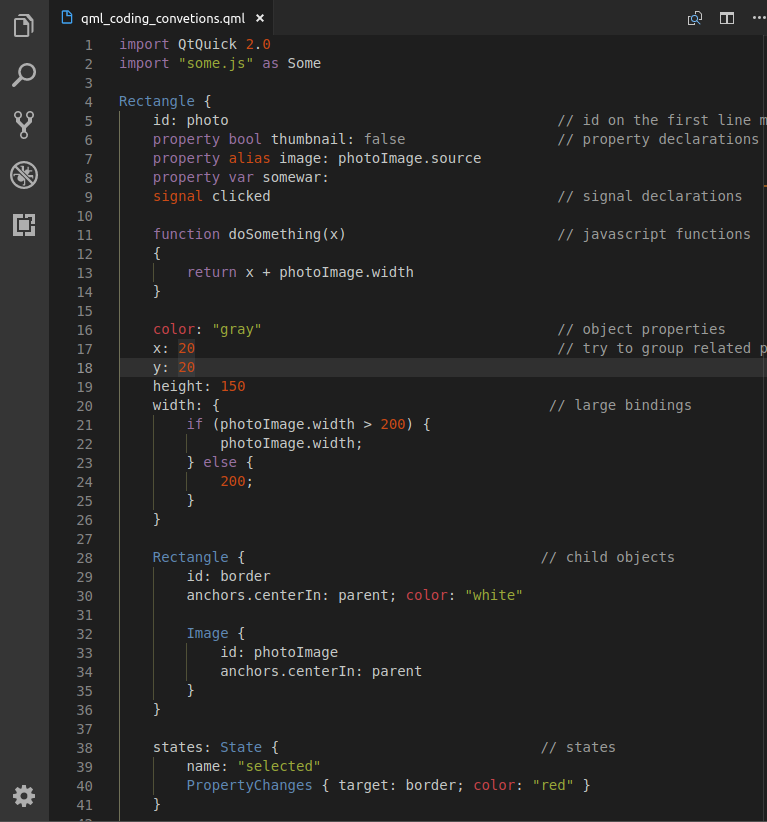 qml_coding_convetions.qml ×
1 import QtQuick 2.0
2 import "some.js" as Some
3
4 Rectangle {
5 id: photo // id on the first line m
6 property bool thumbnail: false // property declarations
7 property alias image: photoImage.source
8 property var somewar:
9 signal clicked // signal declarations
10
11 function doSomething(x) // javascript functions
12 {
13 return x + photoImage.width
14 }
15
16 color: "gray" // object properties
17 x: 20 // try to group related p
18 y: 20
19 height: 150
20 width: { // large bindings
21 if (photoImage.width > 200) {
22 photoImage.width;
23 } else {
24 200;
25 }
26 }
27
28 Rectangle { // child objects
29 id: border
30 anchors.centerIn: parent; color: "white"
31
32 Image {
33 id: photoImage
34 anchors.centerIn: parent
35 }
36 }
37
38 states: State { // states
39 name: "selected"
40 PropertyChanges { target: border; color: "red" }
41 }